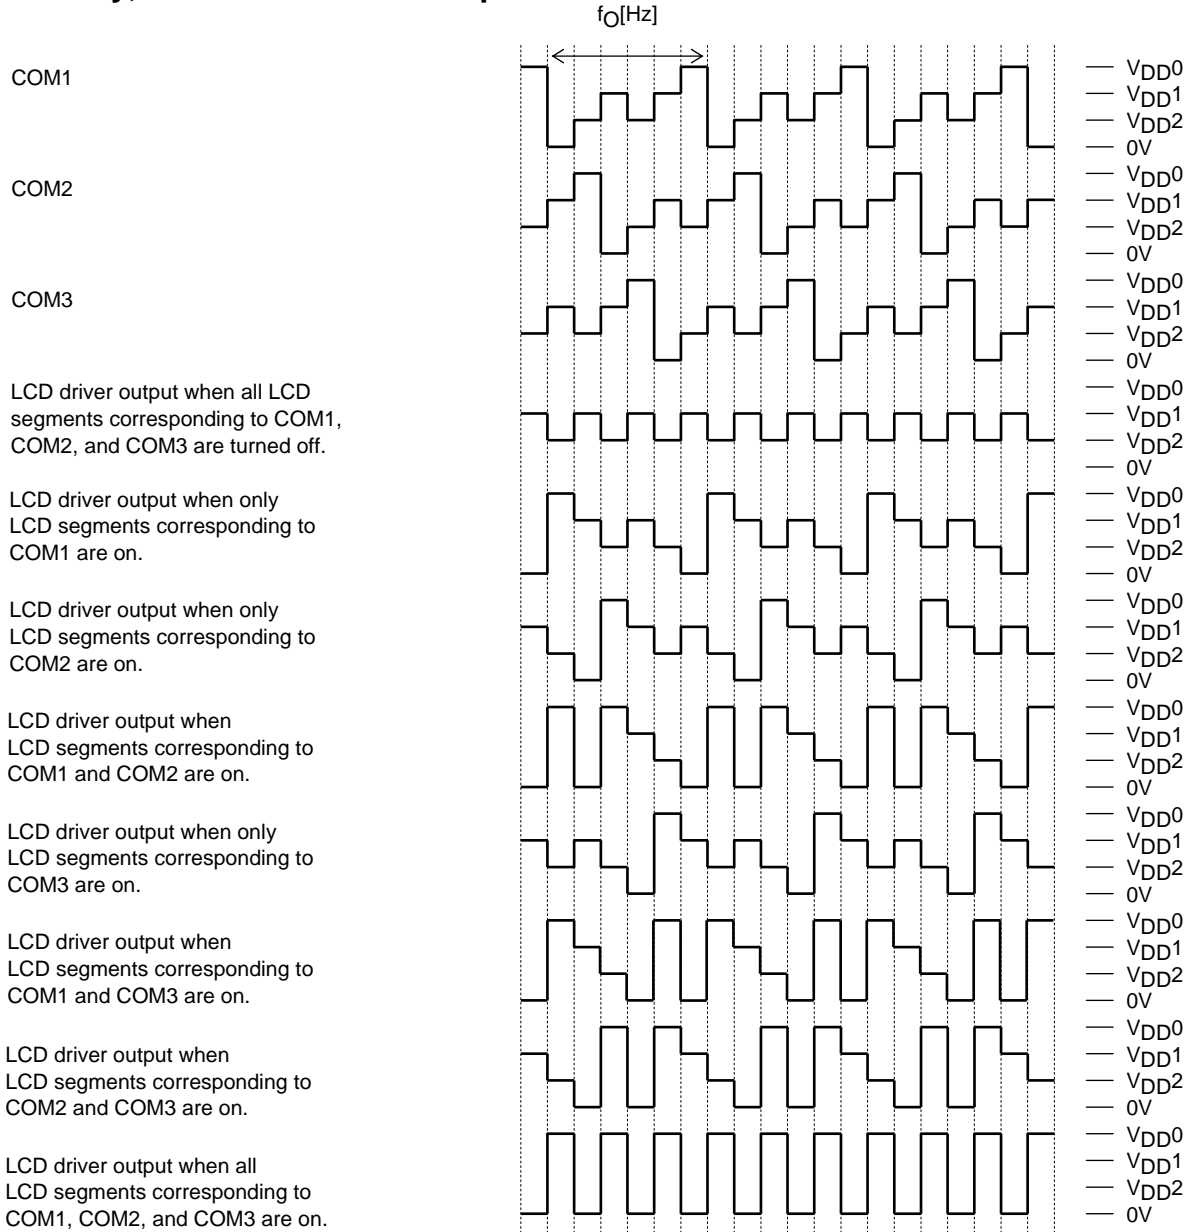 fO[Hz]
COM1
VDD0
VDD1
VDD2
0V
COM2
VDD0
VDD1
VDD2
0V
COM3
VDD0
VDD1
VDD2
0V
LCD driver output when all LCD
segments corresponding to COM1,
COM2, and COM3 are turned off.
VDD0
VDD1
VDD2
0V
LCD driver output when only
LCD segments corresponding to
COM1 are on.
VDD0
VDD1
VDD2
0V
LCD driver output when only
LCD segments corresponding to
COM2 are on.
VDD0
VDD1
VDD2
0V
LCD driver output when
LCD segments corresponding to
COM1 and COM2 are on.
VDD0
VDD1
VDD2
0V
LCD driver output when only
LCD segments corresponding to
COM3 are on.
VDD0
VDD1
VDD2
0V
LCD driver output when
LCD segments corresponding to
COM1 and COM3 are on.
VDD0
VDD1
VDD2
0V
LCD driver output when
LCD segments corresponding to
COM2 and COM3 are on.
VDD0
VDD1
VDD2
0V
LCD driver output when all
LCD segments corresponding to
COM1, COM2, and COM3 are on.
VDD0
VDD1
VDD2
0V